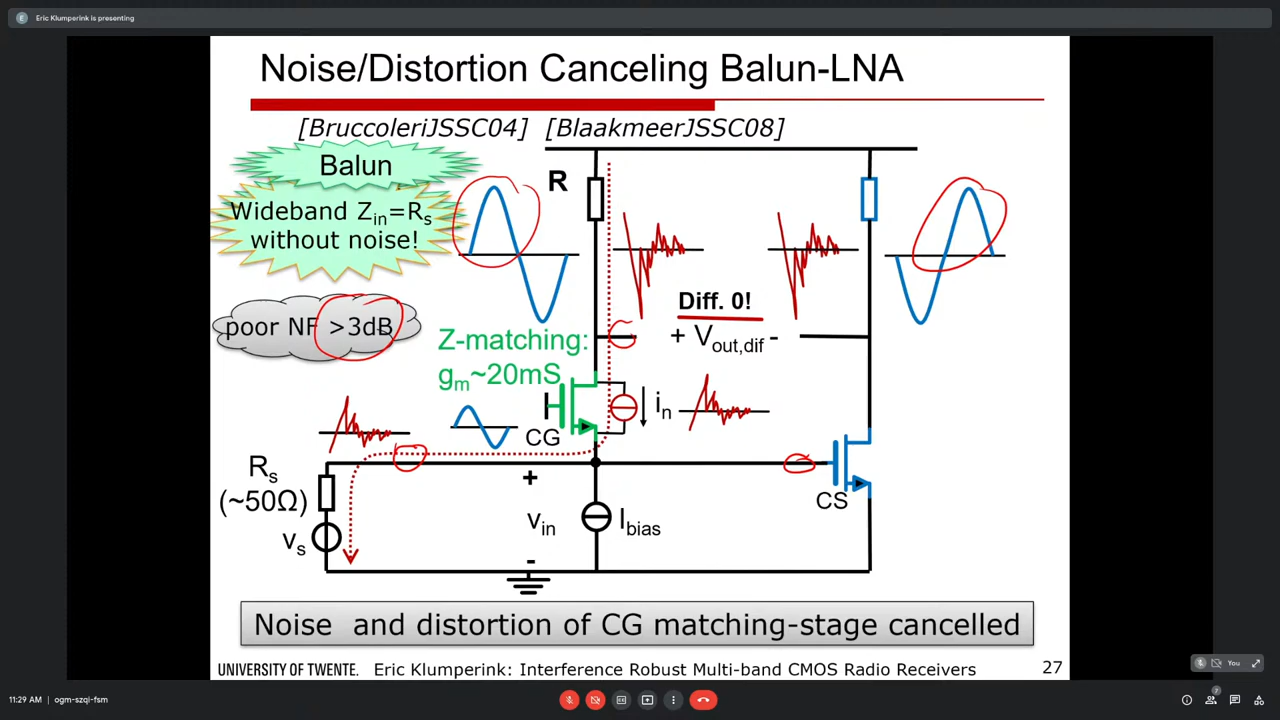 E
Eric Klumperink is presenting
Noise/Distortion Canceling Balun-LNA
[BruccoleriJSSC04] [BlaakmeerJSSC08]
Balun
Wideband Zin=Rs
without noise!
R
poor NF >3dB
Diff. 0!
+ Vout,dif -
Z-matching:
gm~20mS
in
CG
Rs
(~50Ω)
vs
+
vin
-
Ibias
CS
Noise and distortion of CG matching-stage cancelled
UNIVERSITY OF TWENTE. Eric Klumperink: Interference Robust Multi-band CMOS Radio Receivers 27
You
11:29 AM | ogm-szqi-fsm